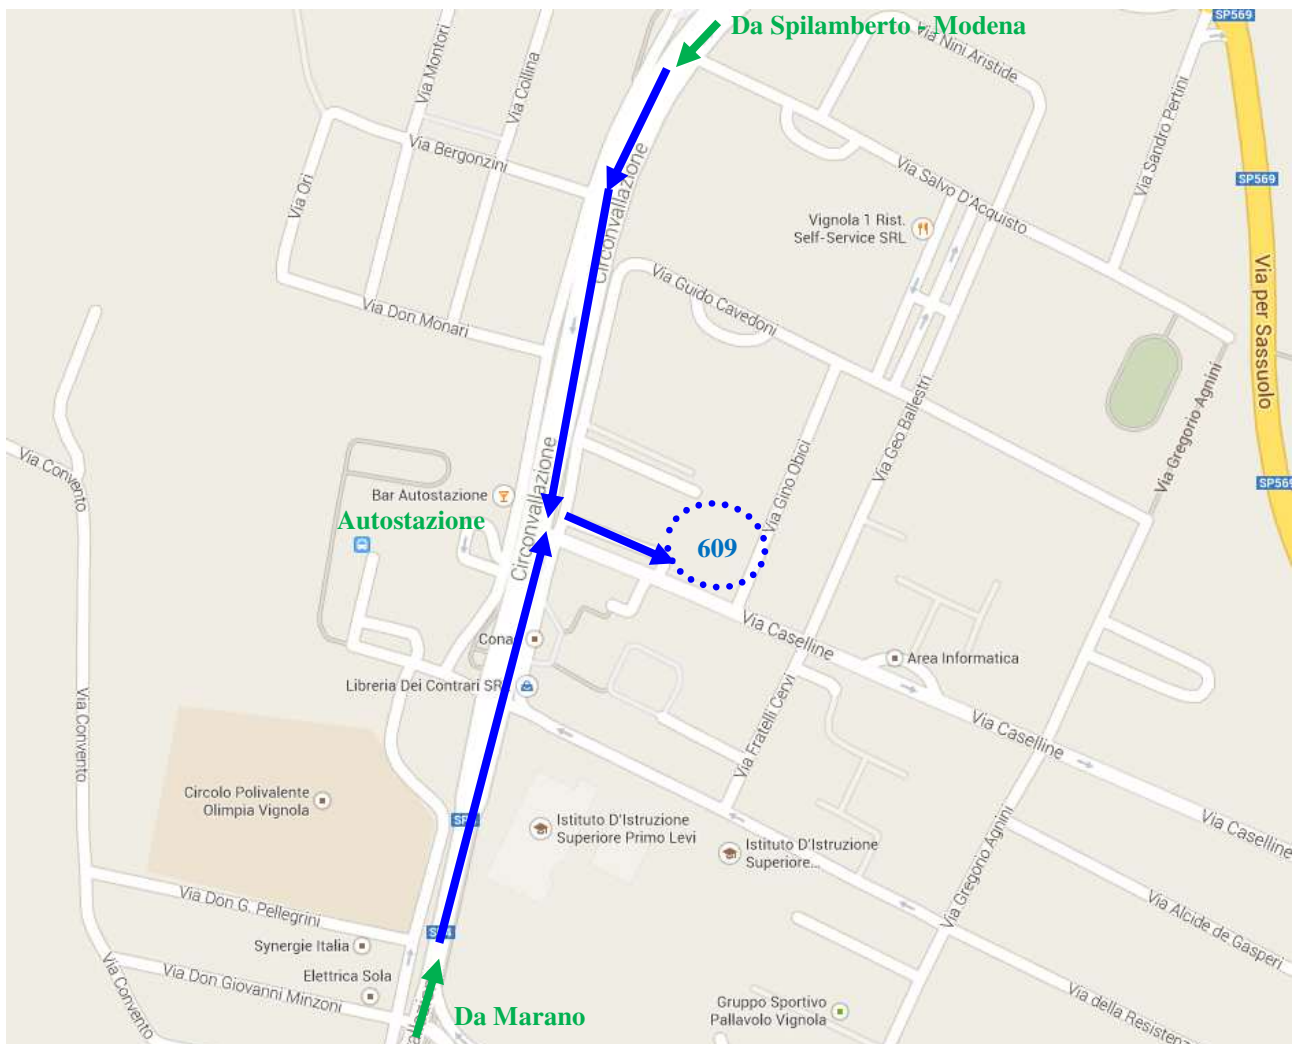 SP569
Da Spilamberto - Modena
Via Nini Aristide
Via Montori
Via Collina
Via Sandro Pertini
Via Bergonzini
Circonvallazione
Via Salvo D'Acquisto
SP569
Via Ori
Vignola 1 Rist.
Self-Service SRL
Via Guido Cavedoni
Via per Sassuolo
Via Don Monari
Via Geo Ballestri
Via Gregorio Agnini
Via Gino Obici
Via Convento
Circonvallazione
SP569
Bar Autostazione
Autostazione
609
Via Caselline
Cona
Area Informatica
Libreria Dei Contrari SR
Via Convento
Via Fratelli Cervi
Via Caselline
Circolo Polivalente
Olimpia Vignola
Istituto D'Istruzione
Superiore Primo Levi
Istituto D'Istruzione
Superiore...
Via Caselline
Via Gregorio Agnini
Via Don G. Pellegrini
Via Alcide de Gasperi
Synergie Italia
Via Don Giovanni Minzoni
Elettrica Sola
Via Convento
Da Marano
Gruppo Sportivo
Pallavolo Vignola
Via della Resistenz